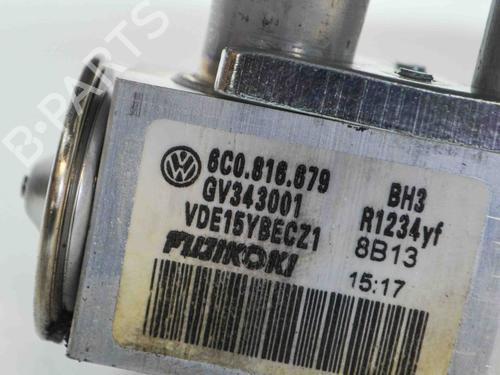 B-PARTS
6C0.816.679
GV343001
VDE15YBECZ1
FUJIKOKI
BH3
R1234yf
8B13
15:17